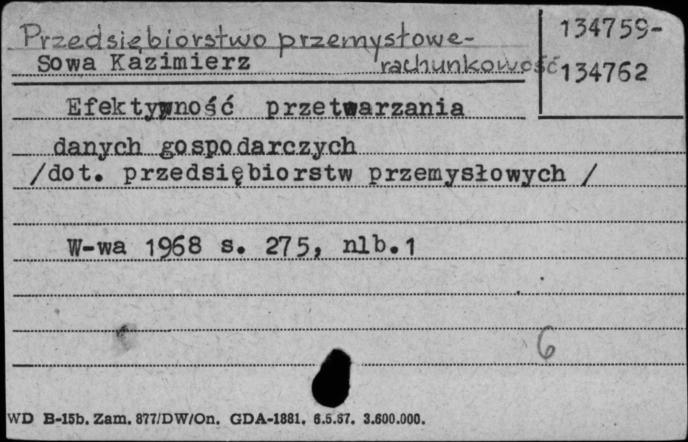 Przedsiębiorstwo przemysłowe-
rachunkowość
134759-
134762
Sowa Kazimierz
Efektywność przetwarzania
danych gospodarczych
/dot. przedsiębiorstw przemysłowych /
W-wa 1968 s. 275, nlb.1
6
WD B-15b. Zam. 877/DW/On. GDA-1881. 6.5.67. 3.600.000.